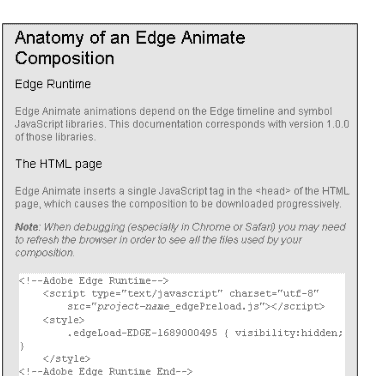 Anatomy of an Edge Animate
Composition
Edge Runtime
Edge Animate animations depend on the Edge timeline and symbol
JavaScript libraries. This documentation corresponds with version 1.0.0
of those libraries.
The HTML page
Edge Animate inserts a single JavaScript tag in the <head> of the HTML
page, which causes the composition to be downloaded progressively.
Note: When debugging (especially in Chrome or Safari) you may need
to refresh the browser in order to see all the files used by your
composition.
<!--Adobe Edge Runtime-->
    <script type="text/javascript" charset="utf-8"
        src="project-name_edgePreload.js"></script>
    <style>
        .edgeLoad-EDGE-1689000495 { visibility:hidden;
}
    </style>
<!--Adobe Edge Runtime End-->